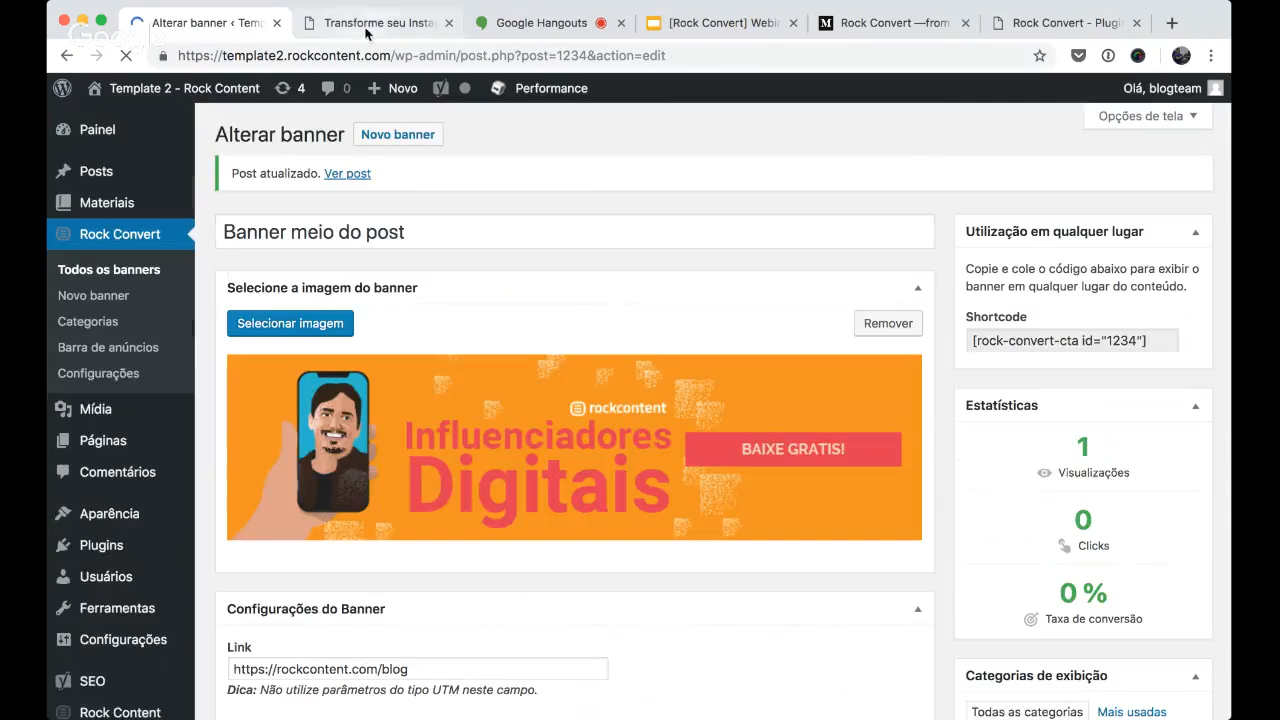 Alterar banner ‹ Temp
Transforme seu Insta
Google Hangouts
[Rock Convert] Webi
Rock Convert —from
Rock Convert - Plugin
Google
https://template2.rockcontent.com/wp-admin/post.php?post=1234&action=edit
Template 2 - Rock Content
4
0
Novo
Performance
Olá, blogteam
Opções de tela
Painel
Posts
Materiais
Rock Convert
Todos os banners
Novo banner
Categorias
Barra de anúncios
Configurações
Mídia
Páginas
Comentários
Aparência
Plugins
Usuários
Ferramentas
Configurações
SEO
Rock Content
Alterar banner
Novo banner
Post atualizado. Ver post
Banner meio do post
Selecione a imagem do banner
Selecionar imagem
Remover
rockcontent
Influenciadores
Digitais
BAIXE GRATIS!
Configurações do Banner
Link
https://rockcontent.com/blog
Dica: Não utilize parâmetros do tipo UTM neste campo.
Utilização em qualquer lugar
Copie e cole o código abaixo para exibir o
banner em qualquer lugar do conteúdo.
Shortcode
[rock-convert-cta id="1234"]
Estatísticas
1
Visualizações
0
Clicks
0 %
Taxa de conversão
Categorias de exibição
Todas as categorias
Mais usadas